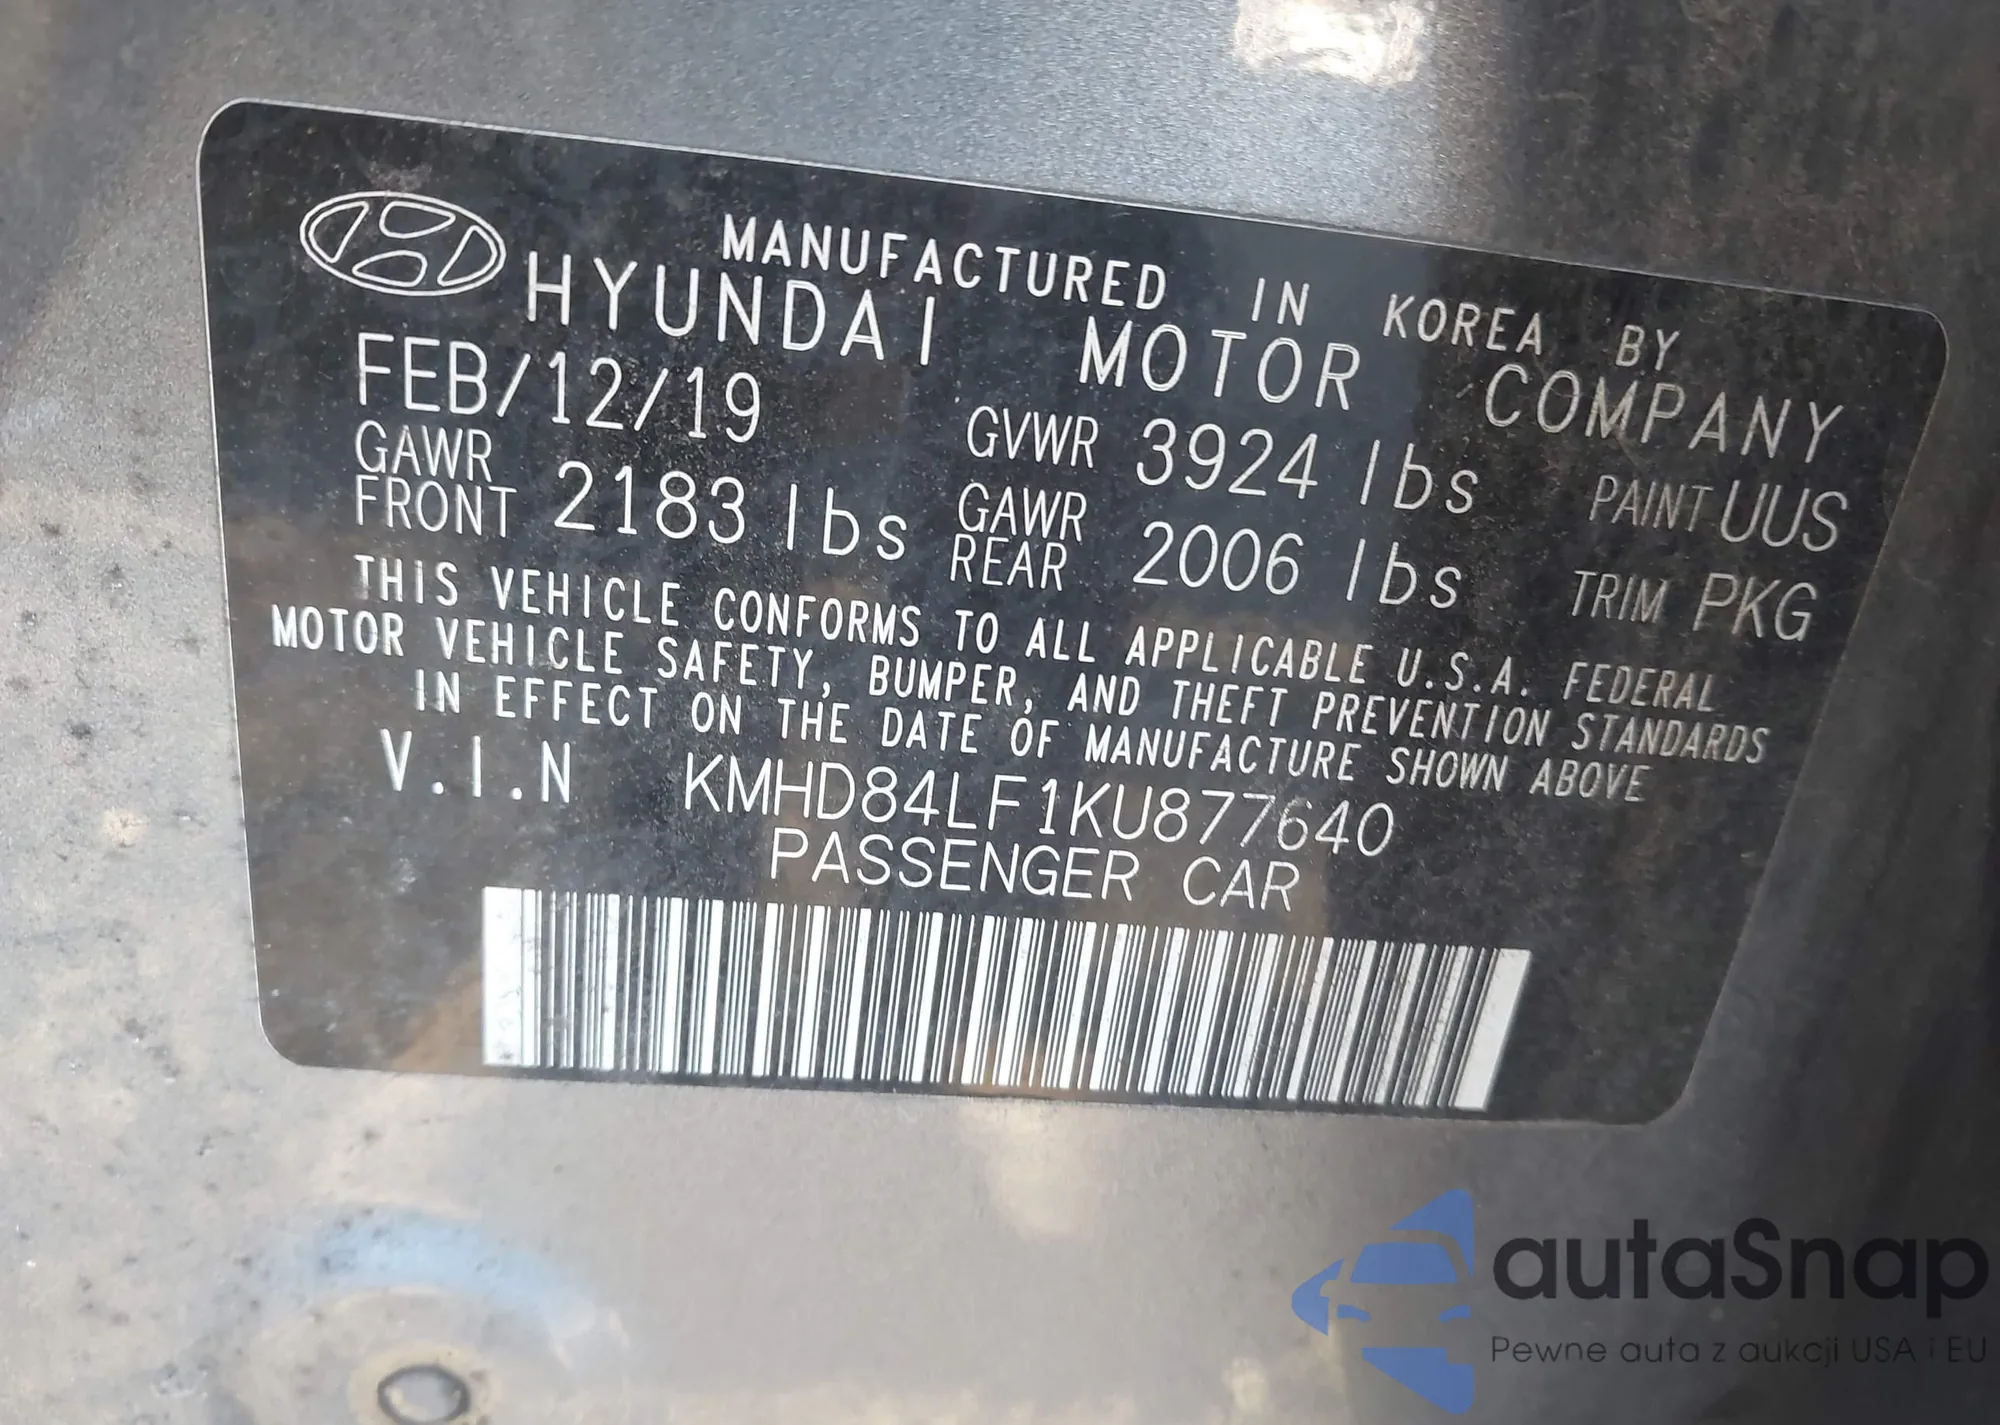 MANUFACTURED IN KOREA BY
HYUNDAI MOTOR COMPANY
FEB/12/19 GVWR 3924 lbs PAINT UUS
GAWR FRONT 2183 lbs GAWR REAR 2006 lbs TRIM PKG
THIS VEHICLE CONFORMS TO ALL APPLICABLE U.S.A. FEDERAL
MOTOR VEHICLE SAFETY, BUMPER, AND THEFT PREVENTION STANDARDS
IN EFFECT ON THE DATE OF MANUFACTURE SHOWN ABOVE
V.I.N KMHD84LF1KU877640
PASSENGER CAR
autaSnap
Pewne auta z aukcji USA i EU